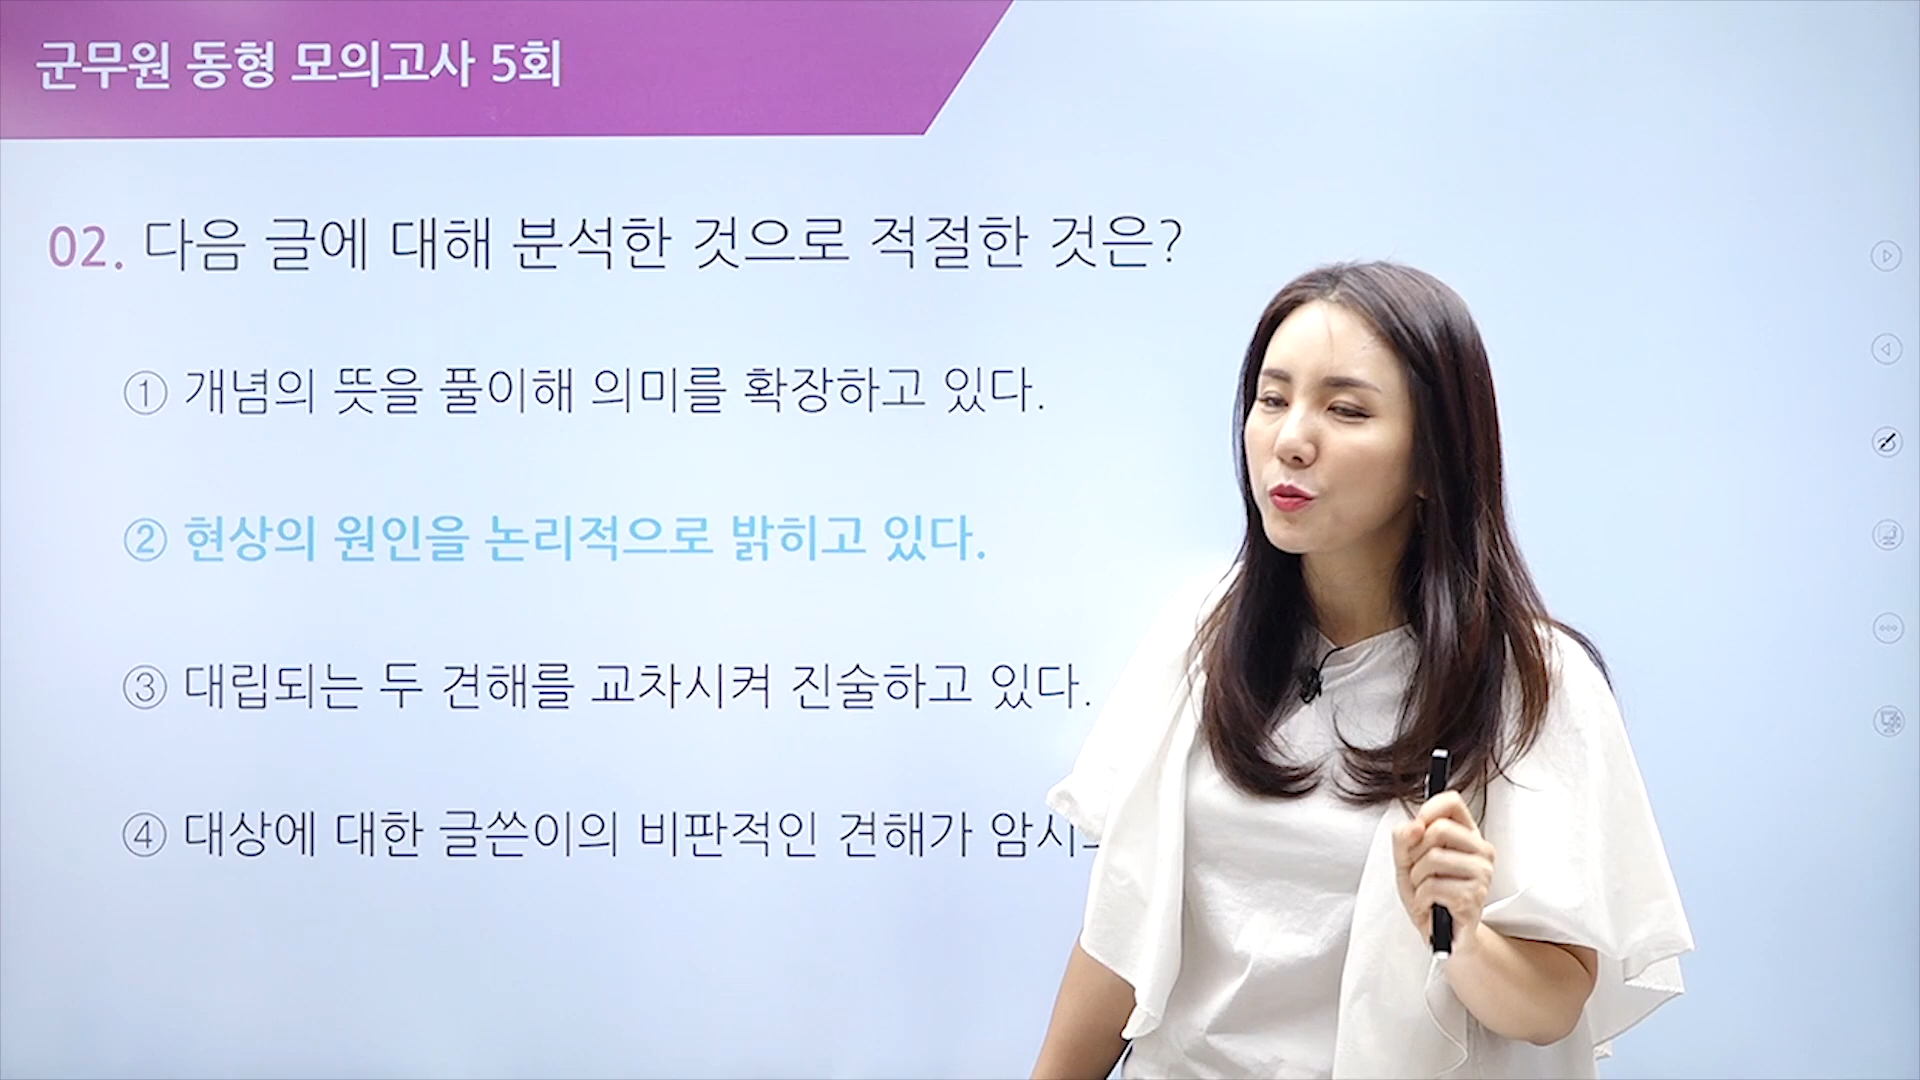 군무원 동형 모의고사 5회
02. 다음 글에 대해 분석한 것으로 적절한 것은?
① 개념의 뜻을 풀이해 의미를 확장하고 있다.
② 현상의 원인을 논리적으로 밝히고 있다.
③ 대립되는 두 견해를 교차시켜 진술하고 있다.
④ 대상에 대한 글쓴이의 비판적인 견해가